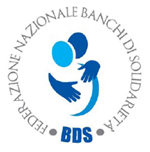 FEDERAZIONE NAZIONALE BANCHI DI SOLIDARIETÀ
BDS